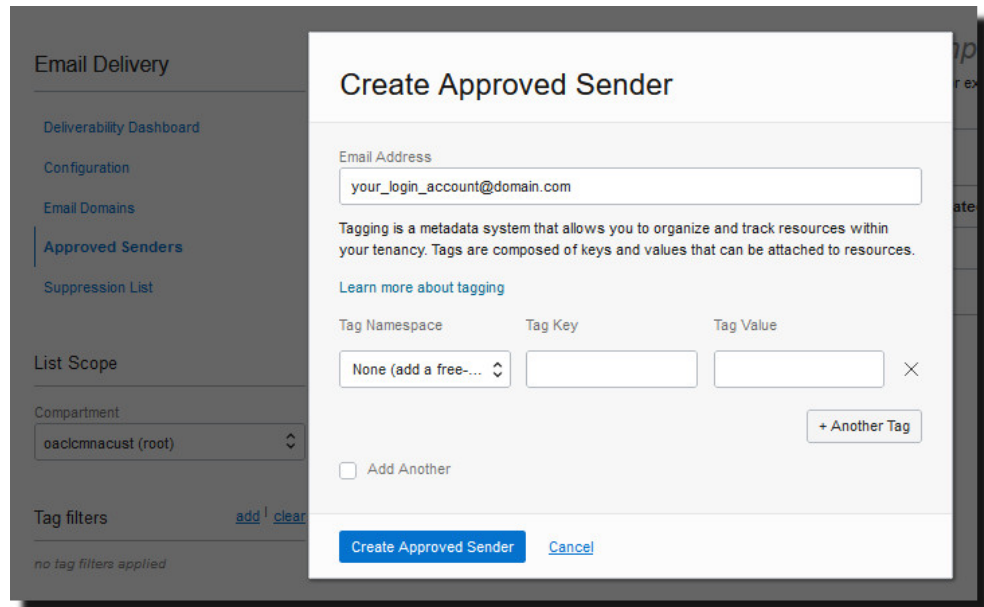 Email Delivery
Deliverability Dashboard
Configuration
Email Domains
Approved Senders
Suppression List
List Scope
Compartment
oaclcmnacust (root)
Tag filters add | clear
no tag filters applied
Create Approved Sender
Email Address
your_login_account@domain.com
Tagging is a metadata system that allows you to organize and track resources within
your tenancy. Tags are composed of keys and values that can be attached to resources.
Learn more about tagging
Tag Namespace Tag Key Tag Value
None (add a free-...
+ Another Tag
Add Another
Create Approved Sender Cancel